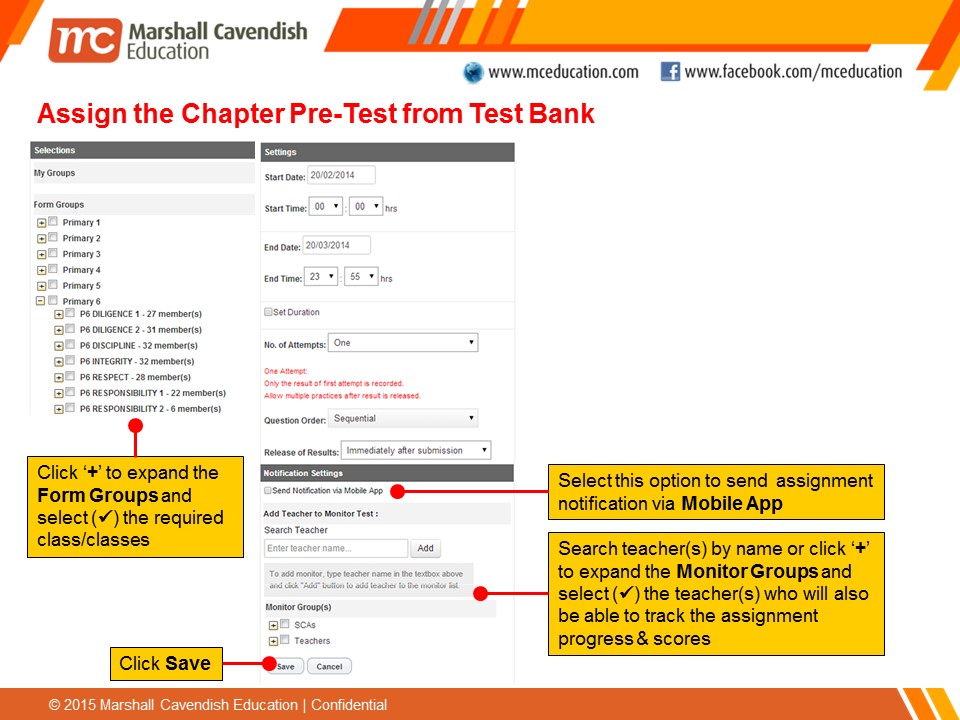 mc Marshall Cavendish
Education
www.mceducation.com
f www.facebook.com/mceducation
Assign the Chapter Pre-Test from Test Bank
Selections
My Groups
Form Groups
Primary 1
Primary 2
Primary 3
Primary 4
Primary 5
Primary 6
P6 DILIGENCE 1 - 27 member(s)
P6 DILIGENCE 2 - 31 member(s)
P6 DISCIPLINE - 32 member(s)
P6 INTEGRITY - 32 member(s)
P6 RESPECT - 28 member(s)
P6 RESPONSIBILITY 1 - 22 member(s)
P6 RESPONSIBILITY 2 - 6 member(s)
Click ‘+’ to expand the
Form Groups and
select (✓) the required
class/classes
Settings
Start Date: 20/02/2014
Start Time: 00 : 00 hrs
End Date: 20/03/2014
End Time: 23 : 55 hrs
Set Duration
No. of Attempts: One
One Attempt:
Only the result of first attempt is recorded.
Allow multiple practices after result is released.
Question Order: Sequential
Release of Results: Immediately after submission
Notification Settings
Send Notification via Mobile App
Add Teacher to Monitor Test :
Search Teacher
Enter teacher name... Add
To add monitor, type teacher name in the textbox above
and click "Add" button to add teacher to the monitor list.
Monitor Group(s)
SCAs
Teachers
Save Cancel
Select this option to send assignment
notification via Mobile App
Search teacher(s) by name or click ‘+’
to expand the Monitor Groups and
select (✓) the teacher(s) who will also
be able to track the assignment
progress & scores
Click Save
© 2015 Marshall Cavendish Education | Confidential